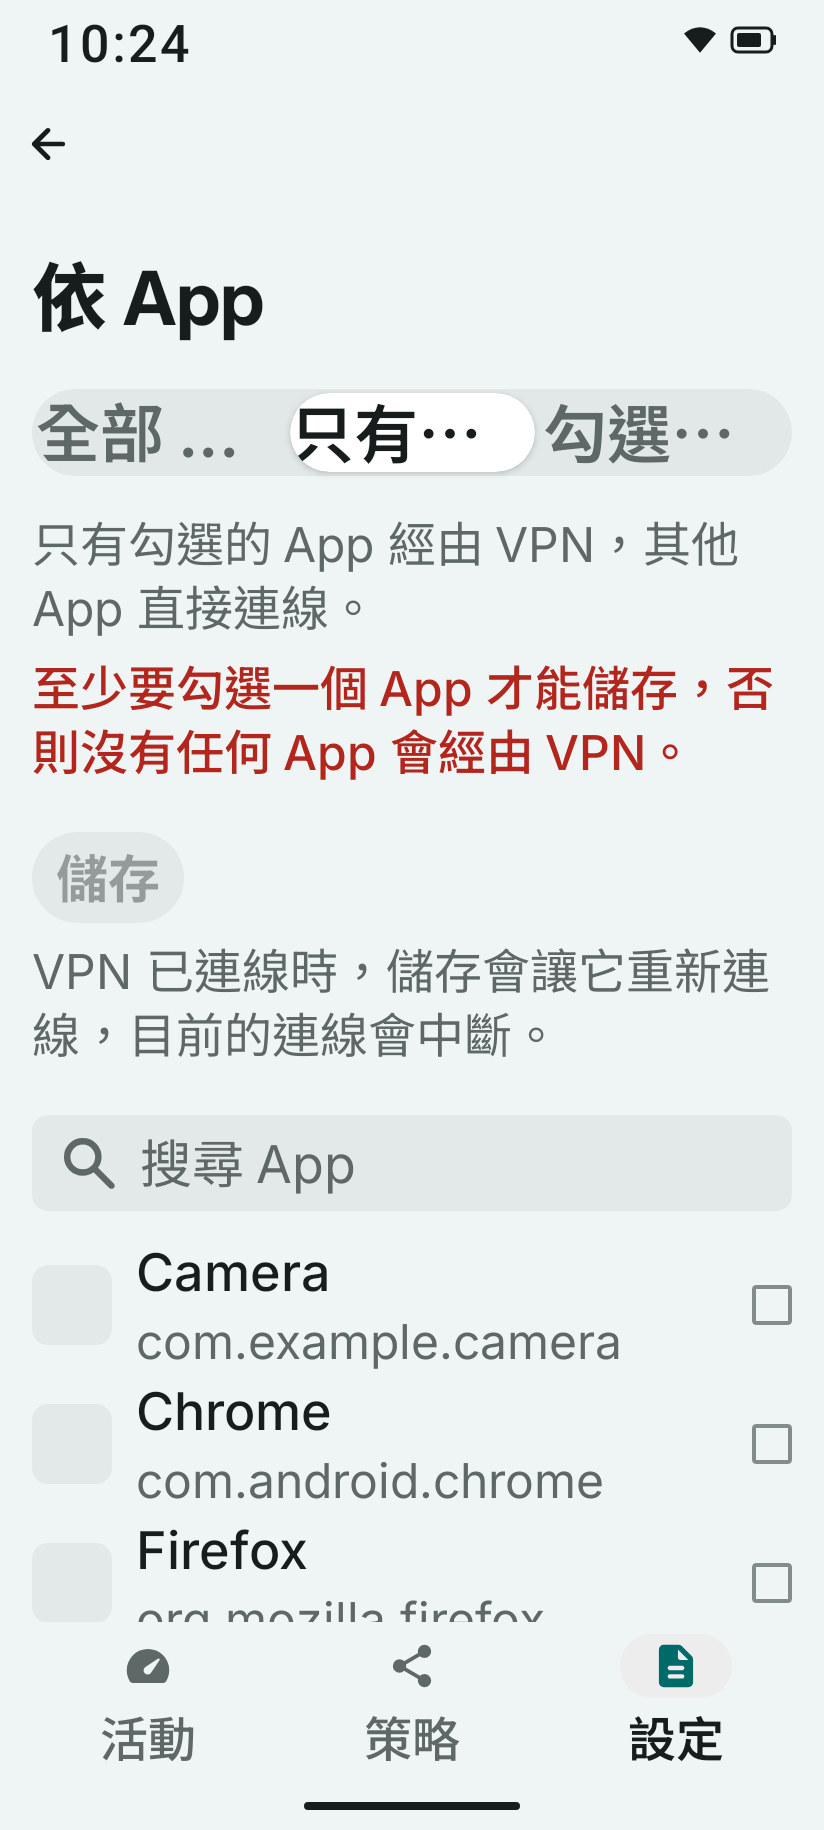 10:24
依 App
全部 ...
只有⋯
勾選⋯
只有勾選的 App 經由 VPN，其他
App 直接連線。
至少要勾選一個 App 才能儲存，否
則沒有任何 App 會經由 VPN。
儲存
VPN 已連線時，儲存會讓它重新連
線，目前的連線會中斷。
搜尋 App
Camera
com.example.camera
Chrome
com.android.chrome
Firefox
org.mozilla.firefox
活動
策略
設定